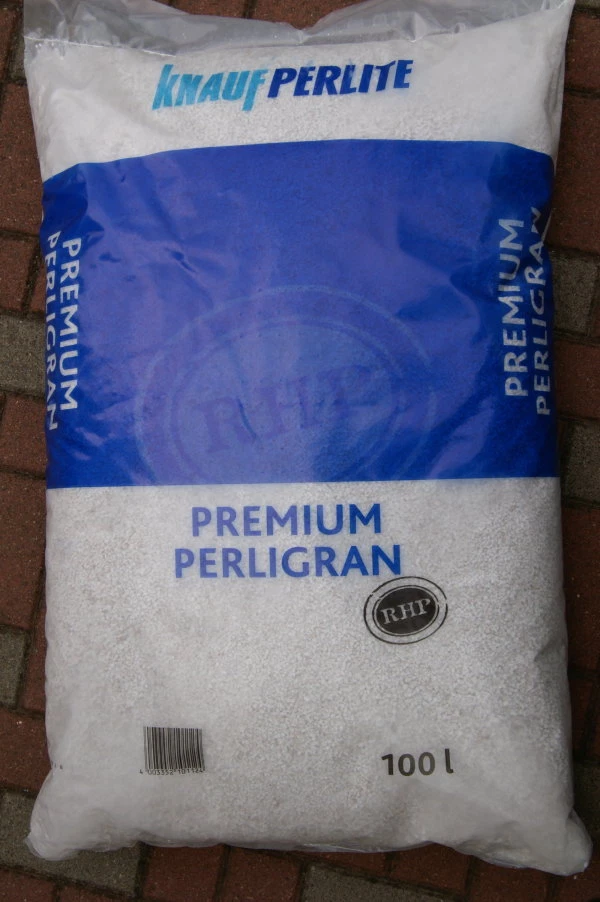 KNAUF PERLITE
PREMIUM
PERLIGRAN
PREMIUM
PERLIGRAN
RHP
PREMIUM
PERLIGRAN
RHP
100 l